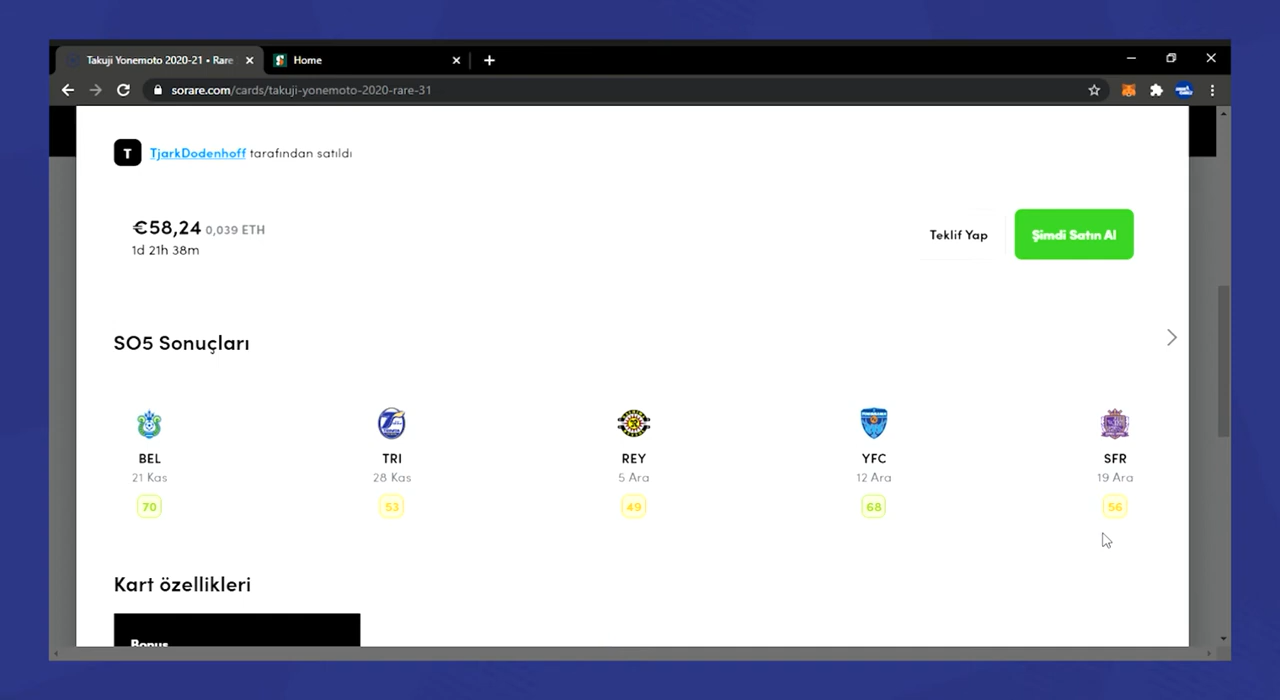 Takuji Yonemoto 2020-21 • Rare
Home
sorare.com/cards/takuji-yonemoto-2020-rare-31
T TjarkDodenhoff tarafından satıldı
€58,24 0,039 ETH
1d 21h 38m
Teklif Yap
Şimdi Satın Al
SO5 Sonuçları
BEL TRI REY YFC SFR
21 Kas 28 Kas 5 Ara 12 Ara 19 Ara
70 53 49 68 56
Kart özellikleri
Bonus